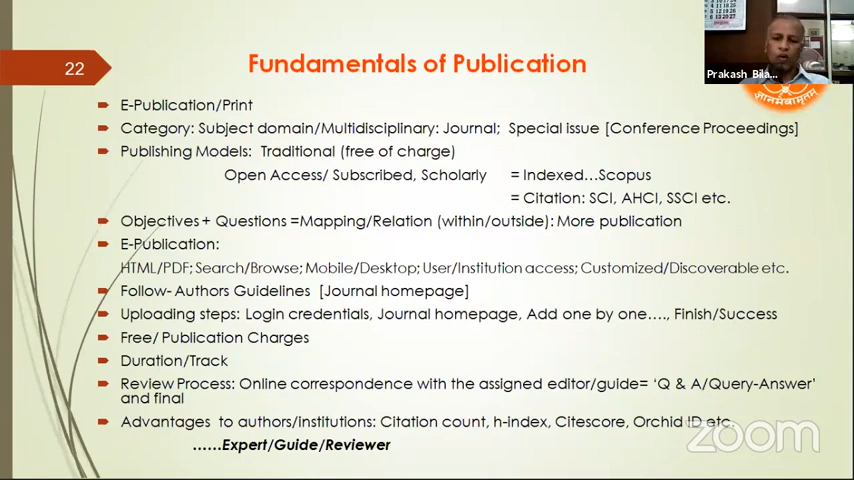 22
Fundamentals of Publication
Prakash Bila...
ज्ञानमेवामृतम्
E-Publication/Print
Category: Subject domain/Multidisciplinary: Journal;  Special issue [Conference Proceedings]
Publishing Models:  Traditional (free of charge)
Open Access/ Subscribed, Scholarly = Indexed...Scopus
= Citation: SCI, AHCI, SSCI etc.
Objectives + Questions =Mapping/Relation (within/outside): More publication
E-Publication:
HTML/PDF; Search/Browse; Mobile/Desktop; User/Institution access; Customized/Discoverable etc.
Follow- Authors Guidelines  [Journal homepage]
Uploading steps: Login credentials, Journal homepage, Add one by one...., Finish/Success
Free/ Publication Charges
Duration/Track
Review Process: Online correspondence with the assigned editor/guide= ‘Q & A/Query-Answer’
and final
Advantages  to authors/institutions: Citation count, h-index, Citescore, Orchid ID etc.
......Expert/Guide/Reviewer
zoom